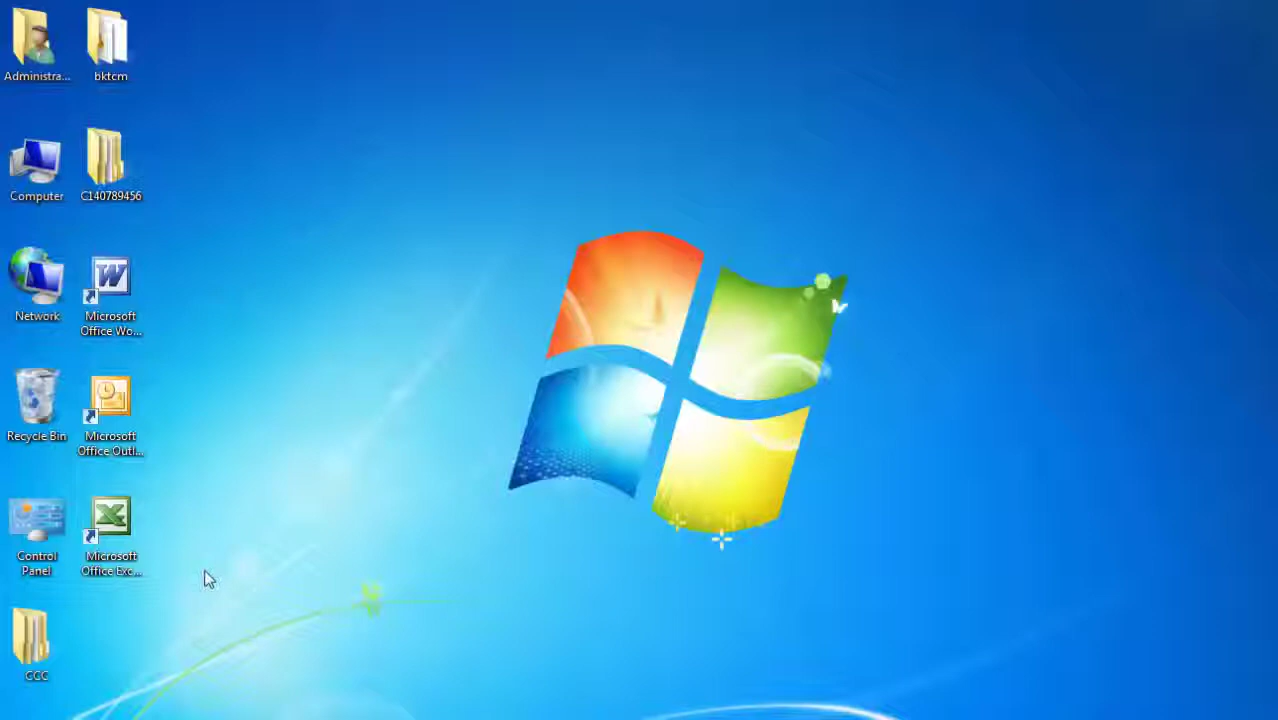 Administra...
bktcm
Computer
C140789456
Network
Microsoft
Office Wo...
Recycle Bin
Microsoft
Office Outl...
Control
Panel
Microsoft
Office Exc...
CCC